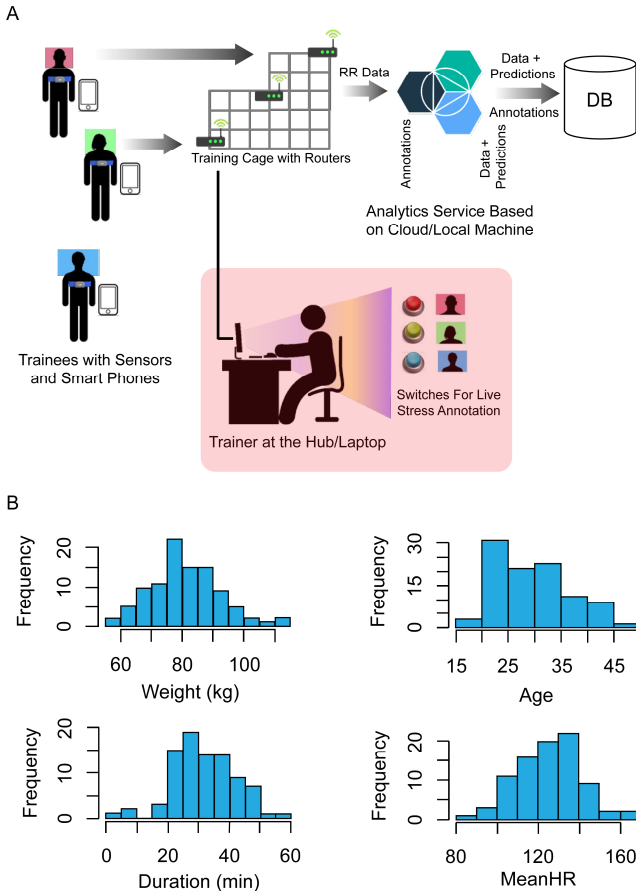 A
RR Data
Data +
Predictions
Annotations
DB
Annotations
Data +
Predictions
Training Cage with Routers
Analytics Service Based
on Cloud/Local Machine
Trainees with Sensors
and Smart Phones
Switches For Live
Stress Annotation
Trainer at the Hub/Laptop
B
Frequency
0 10 20
60 80 100
Weight (kg)
Frequency
0 15 30
15 25 35 45
Age
Frequency
0 10 20
0 20 40 60
Duration (min)
Frequency
0 10 20
80 120 160
MeanHR